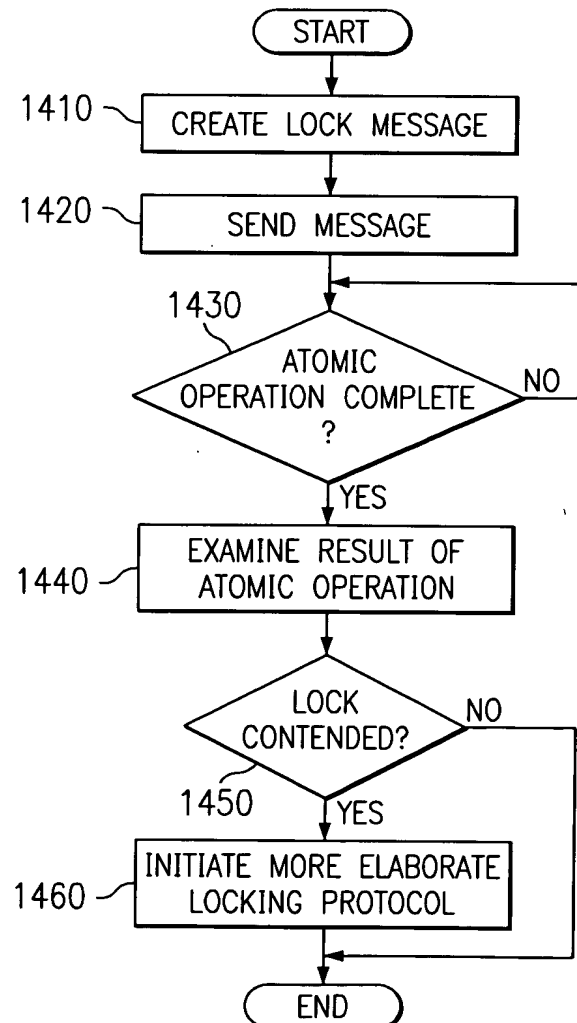 START
1410
CREATE LOCK MESSAGE
1420
SEND MESSAGE
1430
ATOMIC
OPERATION COMPLETE
?
NO
YES
1440
EXAMINE RESULT OF
ATOMIC OPERATION
LOCK
CONTENDED?
NO
1450
YES
1460
INITIATE MORE ELABORATE
LOCKING PROTOCOL
END